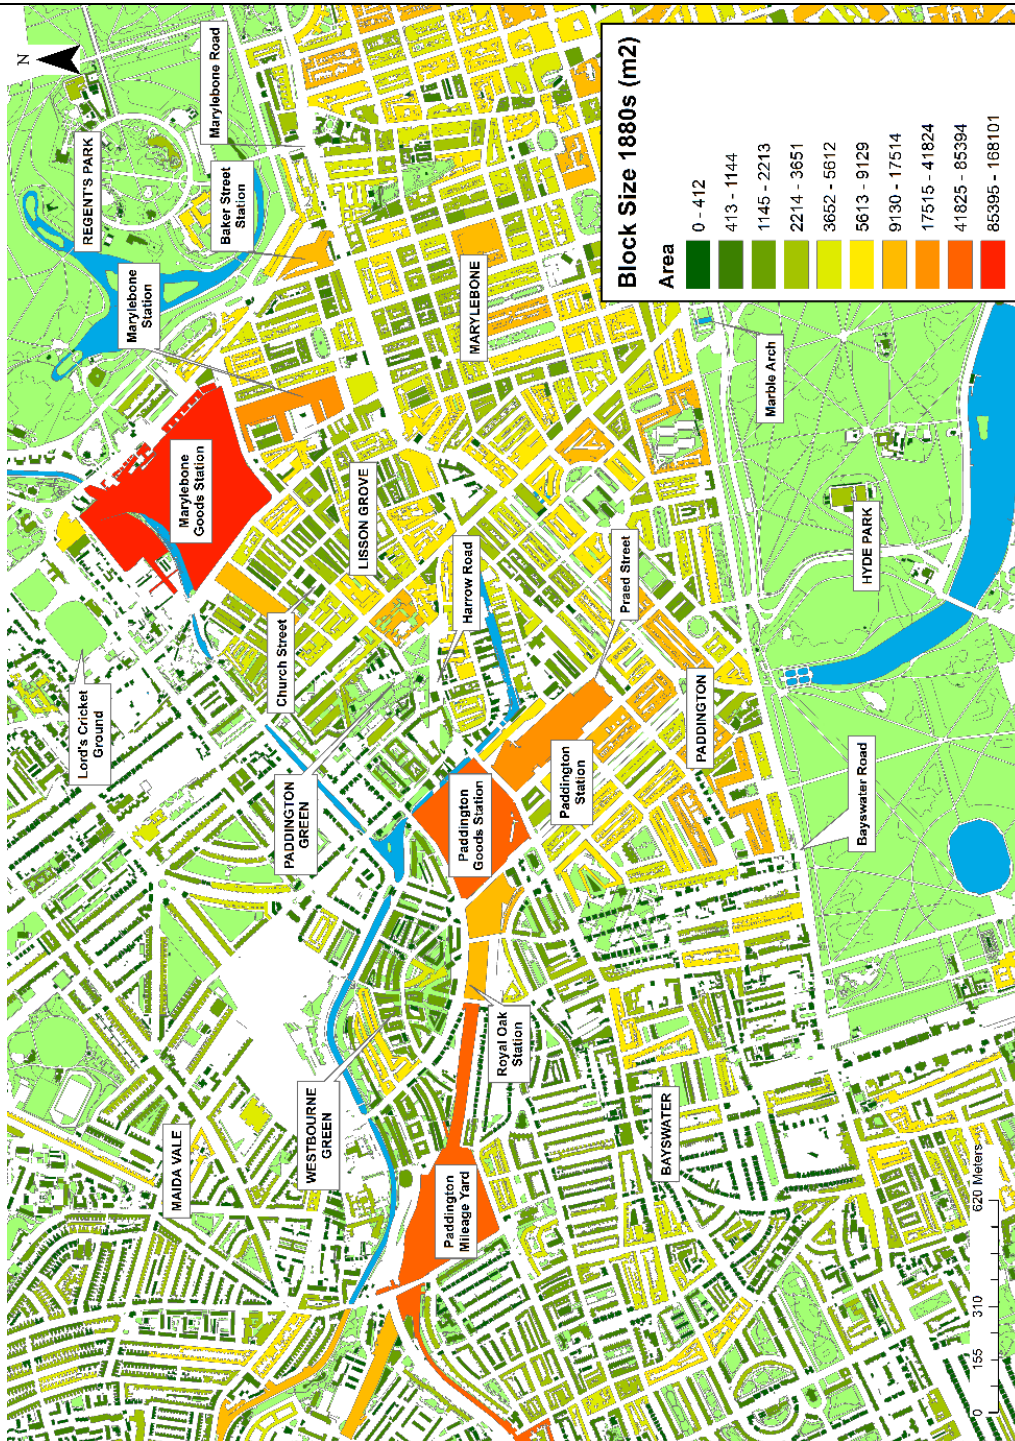 N
REGENT'S PARK
Marylebone Road
Baker Street
Station
Marylebone
Station
Marylebone
Goods Station
Lord's Cricket
Ground
LISSON GROVE
Church Street
MARYLEBONE
Harrow Road
Praed Street
PADDINGTON
GREEN
Paddington
Goods Station
Paddington
Station
PADDINGTON
Marble Arch
HYDE PARK
Bayswater Road
MAIDA VALE
WESTBOURNE
GREEN
Royal Oak
Station
Paddington
Mileage Yard
BAYSWATER
0 155 310 620 Meters
Block Size 1880s (m2)
Area
0 - 412
413 - 1144
1145 - 2213
2214 - 3651
3652 - 5612
5613 - 9129
9130 - 17514
17515 - 41824
41825 - 85394
85395 - 168101